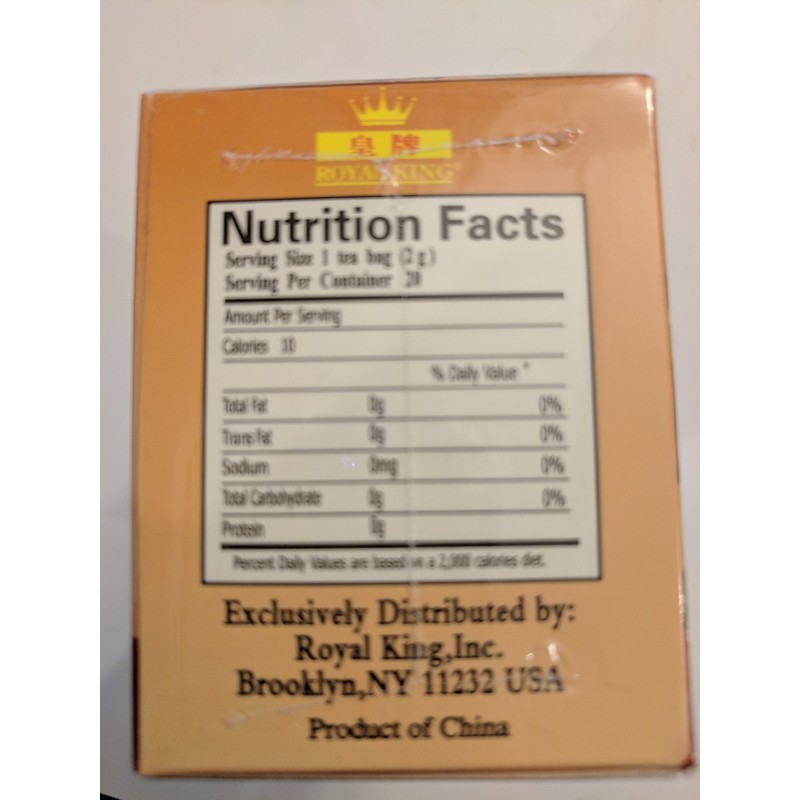 皇牌
ROYAL KING
Nutrition Facts
Serving Size 1 tea bag (2 g)
Serving Per Container 20
Amount Per Serving
Calories 10
% Daily Value *
Total Fat 0g 0%
Trans Fat 0g 0%
Sodium 0mg 0%
Total Carbohydrate 0g 0%
Protein 0g
Percent Daily Values are based on a 2,000 calories diet.
Exclusively Distributed by:
Royal King,Inc.
Brooklyn,NY 11232 USA
Product of China